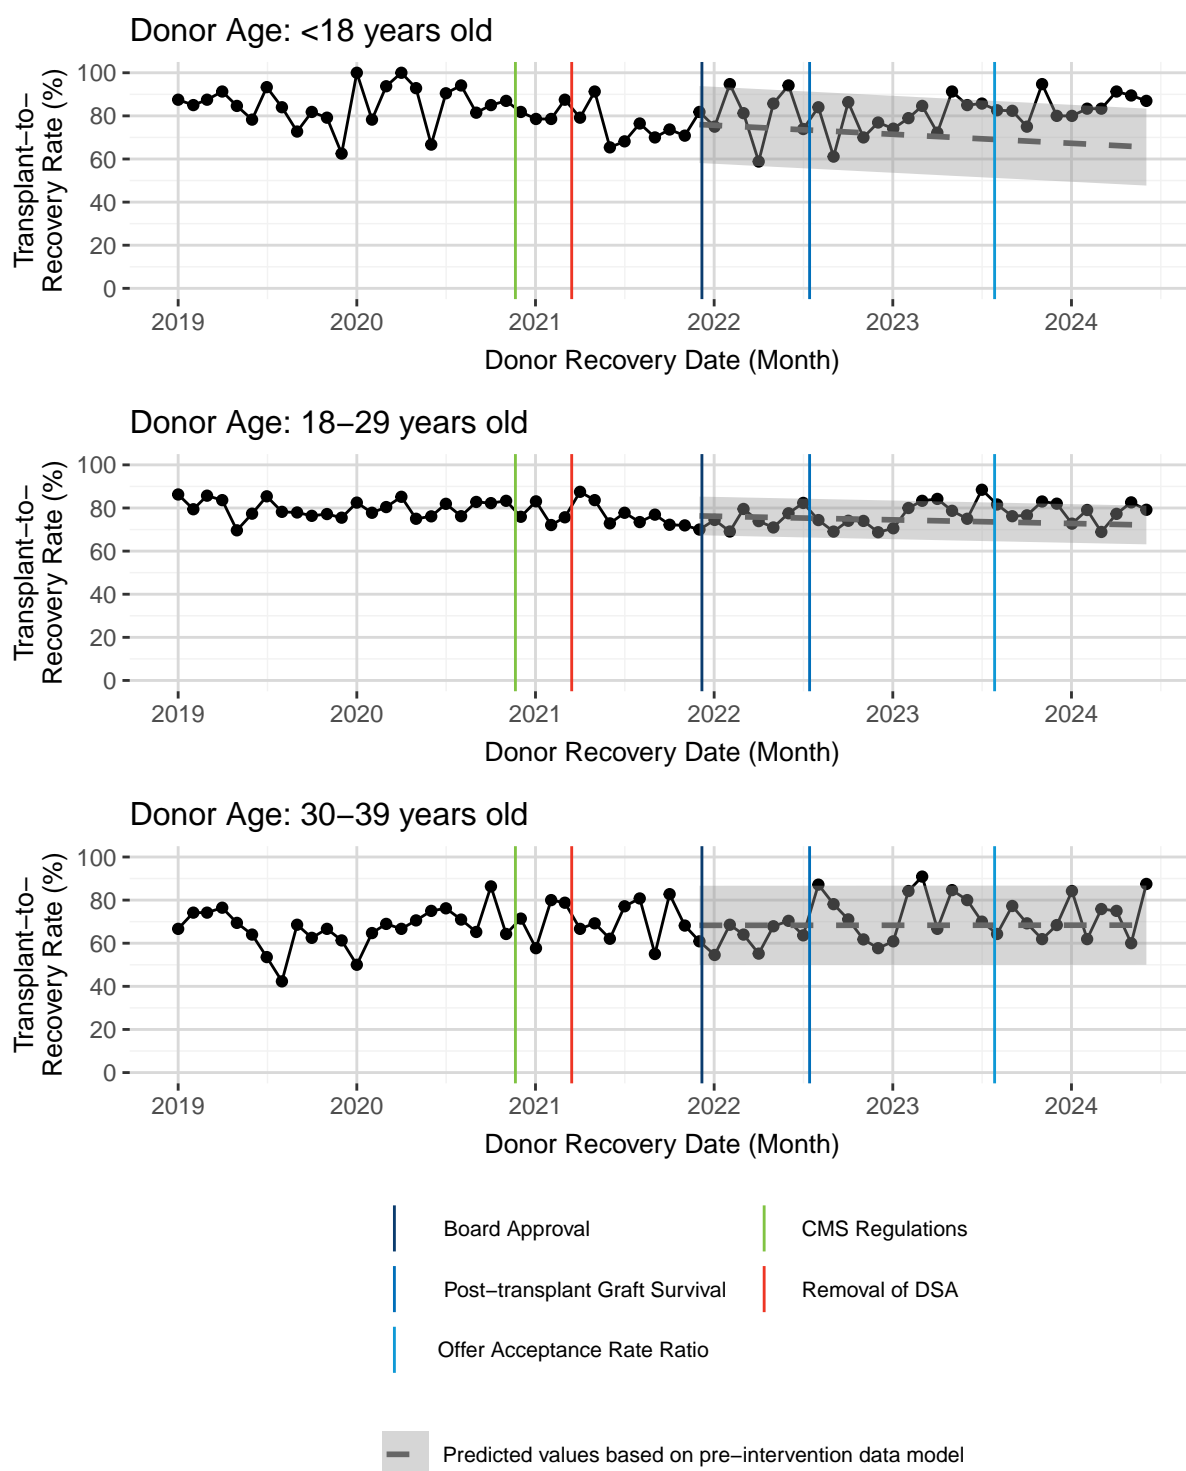 Donor Age: <18 years old
Transplant−to−
Recovery Rate (%)
100
80
60
40
20
0
2019 2020 2021 2022 2023 2024
Donor Recovery Date (Month)
Donor Age: 18−29 years old
Transplant−to−
Recovery Rate (%)
100
80
60
40
20
0
2019 2020 2021 2022 2023 2024
Donor Recovery Date (Month)
Donor Age: 30−39 years old
Transplant−to−
Recovery Rate (%)
100
80
60
40
20
0
2019 2020 2021 2022 2023 2024
Donor Recovery Date (Month)
Board Approval
CMS Regulations
Post−transplant Graft Survival
Removal of DSA
Offer Acceptance Rate Ratio
Predicted values based on pre−intervention data model